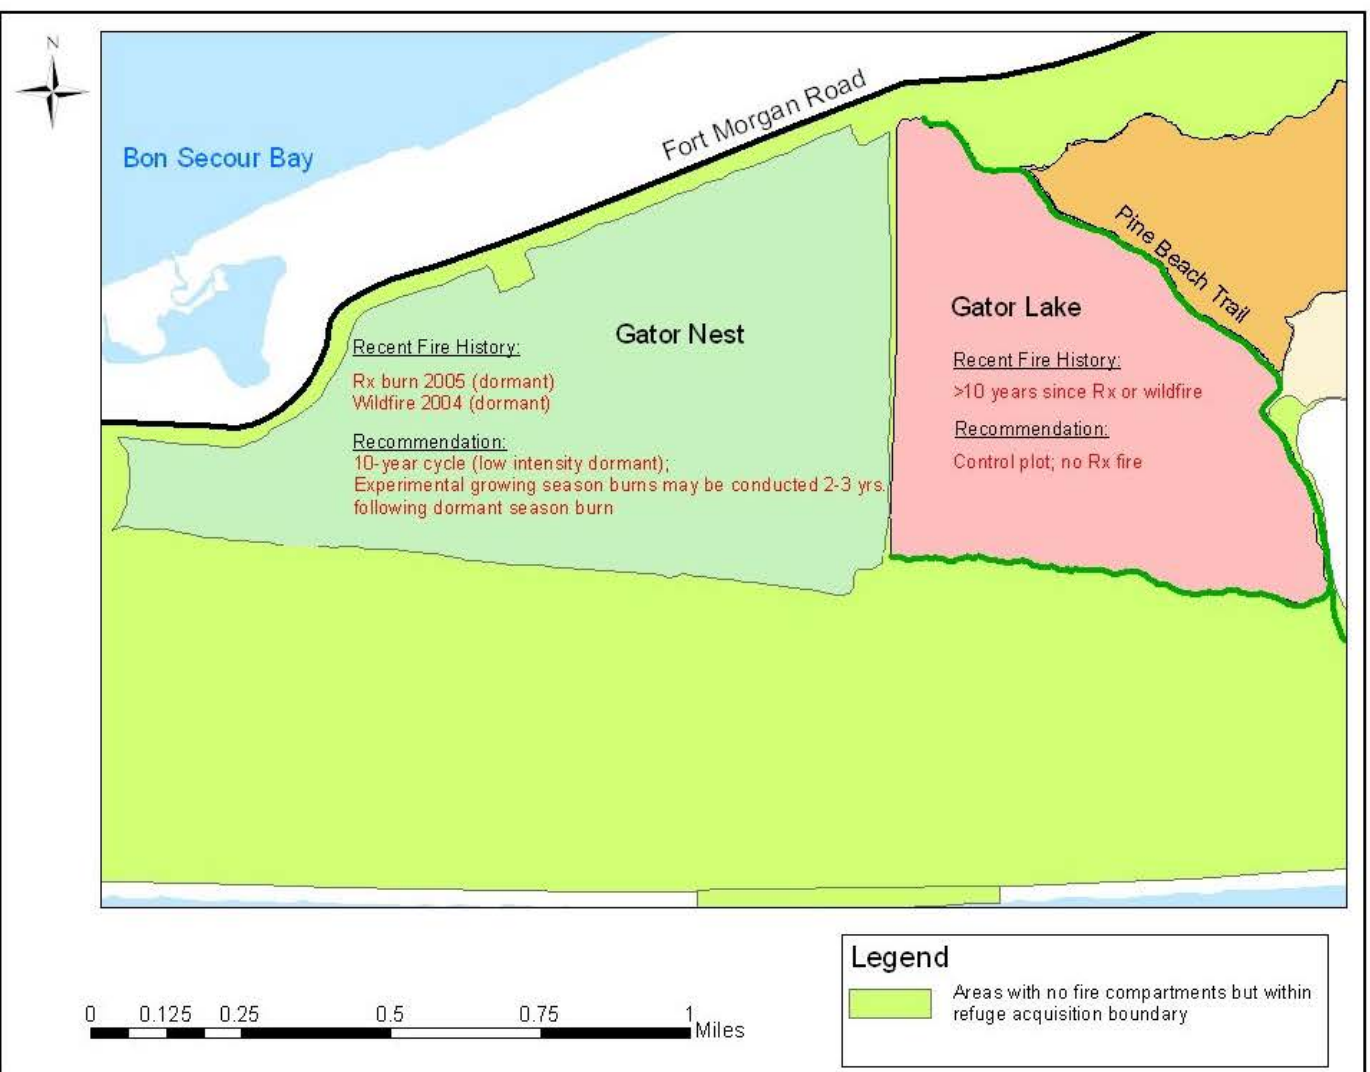 N
Fort Morgan Road
Bon Secour Bay
Pine Beach Trail
Gator Nest
Recent Fire History:
Rx burn 2005 (dormant)
Wildfire 2004 (dormant)
Recommendation:
10-year cycle (low intensity dormant);
Experimental growing season burns may be conducted 2-3 yrs.
following dormant season burn
Gator Lake
Recent Fire History:
>10 years since Rx or wildfire
Recommendation:
Control plot; no Rx fire
0 0.125 0.25 0.5 0.75 1
Miles
Legend
Areas with no fire compartments but within
refuge acquisition boundary